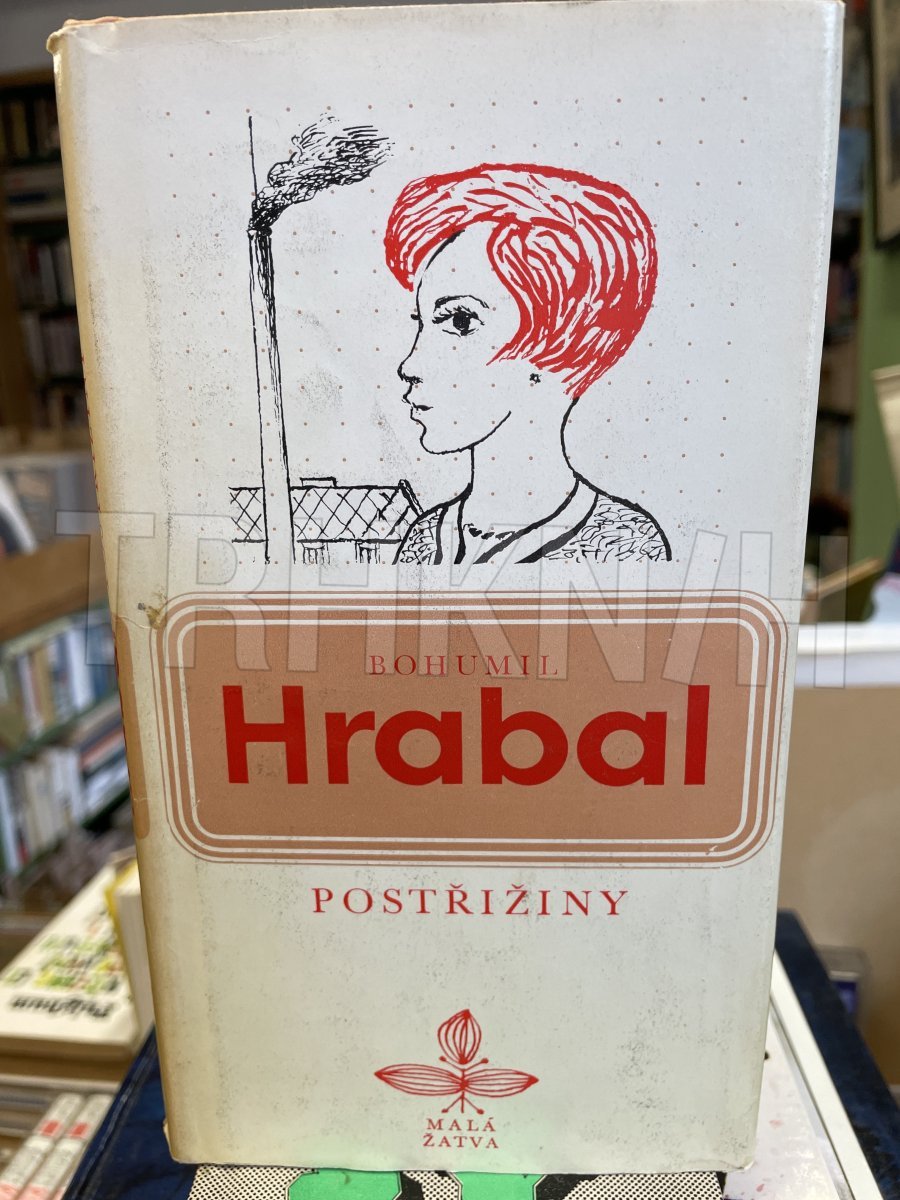 BOHUMIL
Hrabal
POSTŘIŽINY
MALÁ
ŽATVA